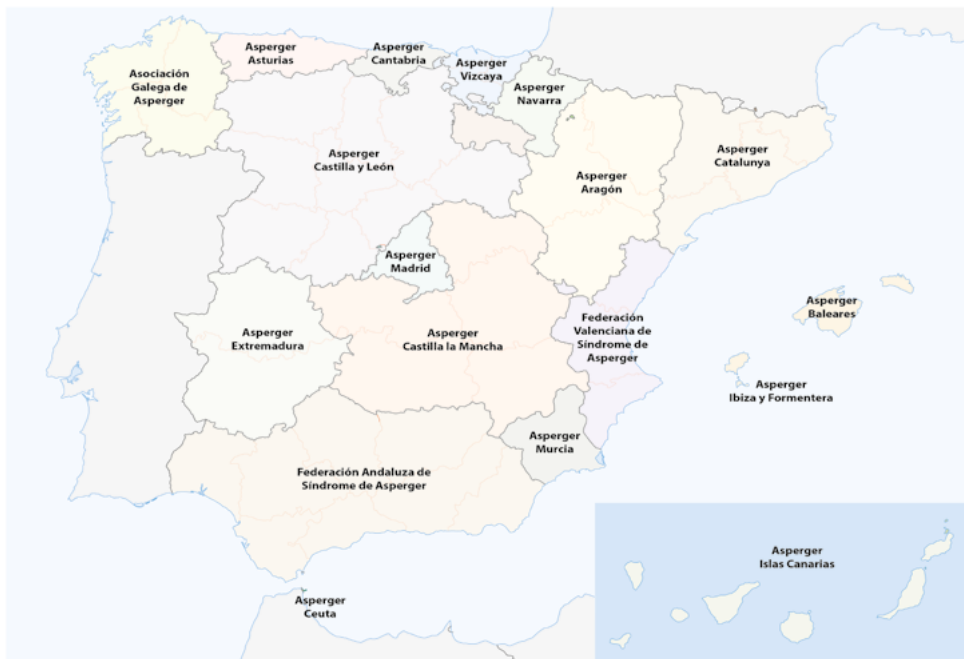 Asociación
Galega de
Asperger
Asperger
Asturias
Asperger
Cantabria
Asperger
Vizcaya
Asperger
Navarra
Asperger
Castilla y León
Asperger
Aragón
Asperger
Catalunya
Asperger
Madrid
Asperger
Extremadura
Asperger
Castilla la Mancha
Federación
Valenciana de
Síndrome de
Asperger
Asperger
Baleares
Asperger
Ibiza y Formentera
Asperger
Murcia
Federación Andaluza de
Síndrome de Asperger
Asperger
Islas Canarias
Asperger
Ceuta